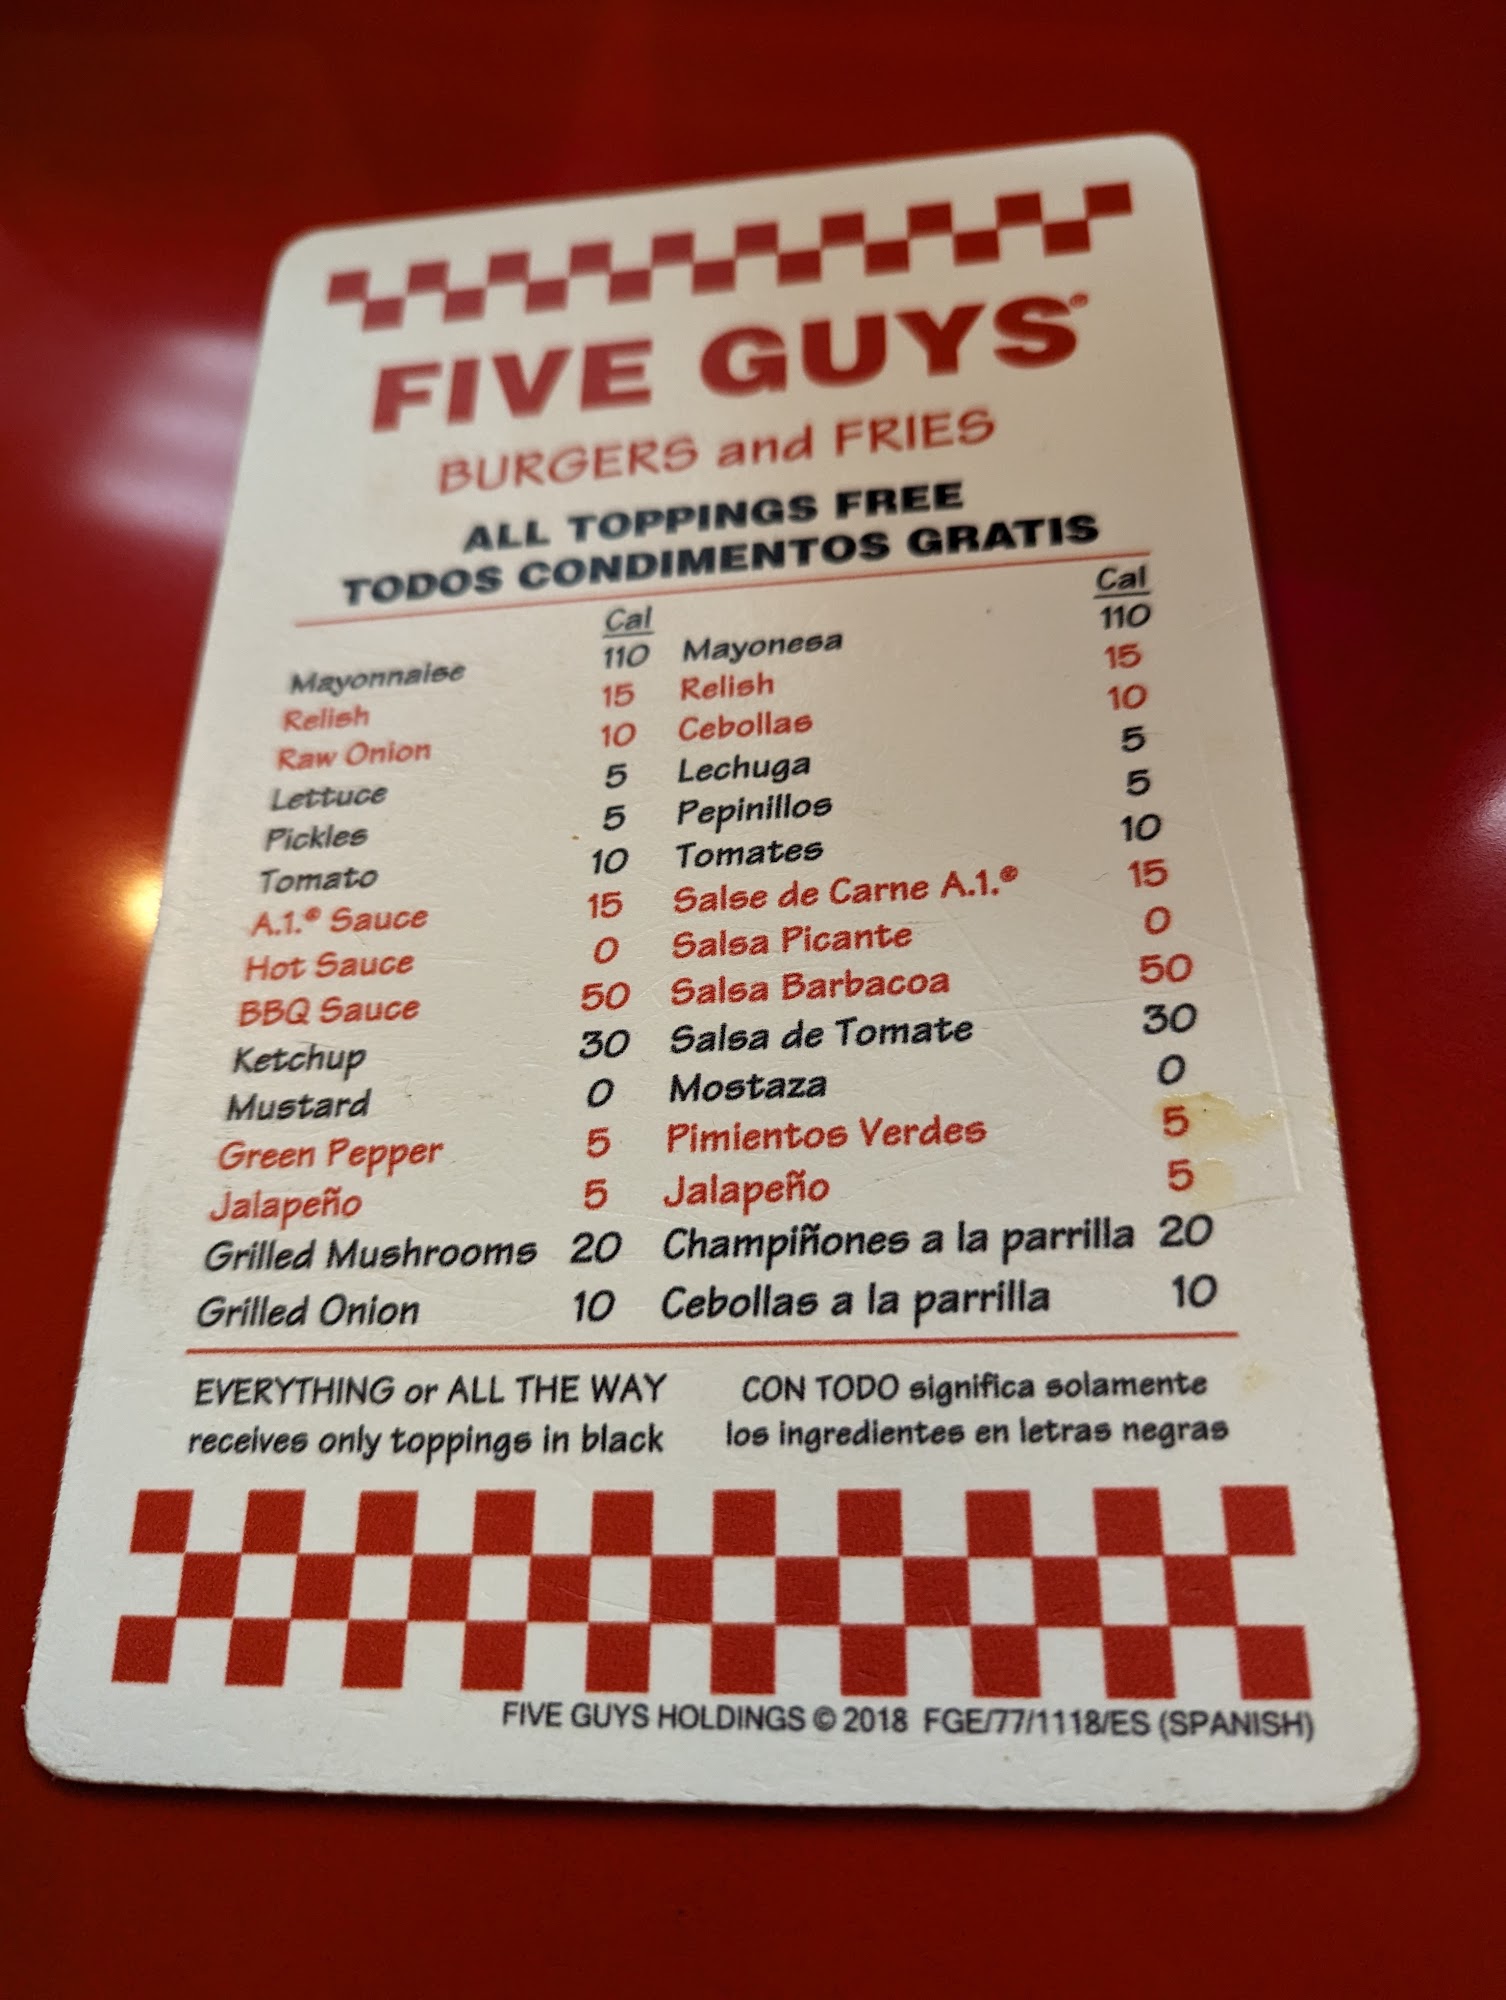 FIVE GUYS®
BURGERS and FRIES
ALL TOPPINGS FREE
TODOS CONDIMENTOS GRATIS
Cal Cal
Mayonnaise 110 Mayonesa 110
Relish 15 Relish 15
Raw Onion 10 Cebollas 10
Lettuce 5 Lechuga 5
Pickles 5 Pepinillos 5
Tomato 10 Tomates 10
A.1.® Sauce 15 Salse de Carne A.1.® 15
Hot Sauce 0 Salsa Picante 0
BBQ Sauce 50 Salsa Barbacoa 50
Ketchup 30 Salsa de Tomate 30
Mustard 0 Mostaza 0
Green Pepper 5 Pimientos Verdes 5
Jalapeño 5 Jalapeño 5
Grilled Mushrooms 20 Champiñones a la parrilla 20
Grilled Onion 10 Cebollas a la parrilla 10
EVERYTHING or ALL THE WAY
receives only toppings in black
CON TODO significa solamente
los ingredientes en letras negras
FIVE GUYS HOLDINGS © 2018 FGE/77/1118/ES (SPANISH)